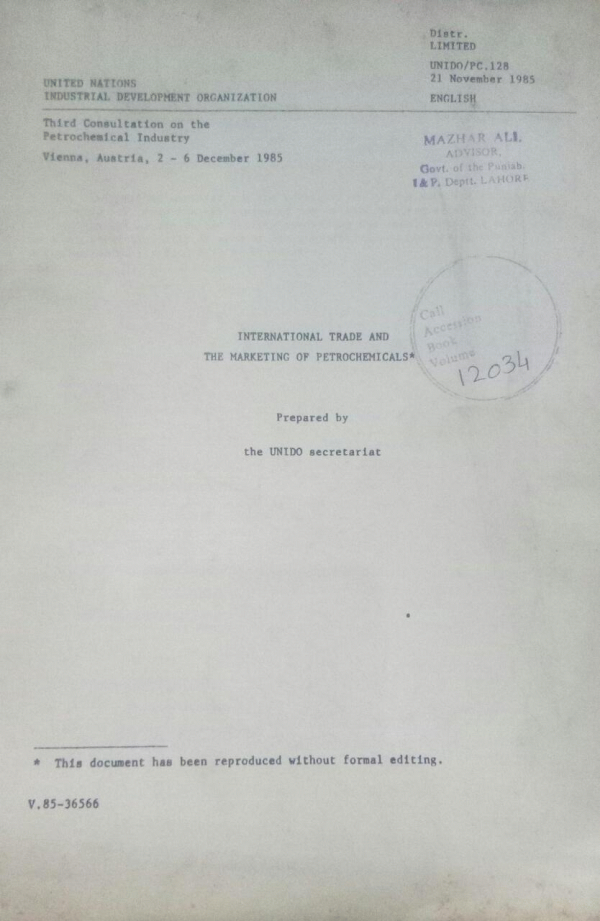 Distr.
LIMITED
UNIDO/PC.128
21 November 1985
ENGLISH
UNITED NATIONS
INDUSTRIAL DEVELOPMENT ORGANIZATION
Third Consultation on the
Petrochemical Industry
Vienna, Austria, 2 - 6 December 1985
MAZHAR ALI.
ADVISOR.
Govt. of the Punjab.
I & P. Deptt. LAHORE
INTERNATIONAL TRADE AND
THE MARKETING OF PETROCHEMICALS*
Call
Accession
Book
Volume
12034
Prepared by
the UNIDO secretariat
* This document has been reproduced without formal editing.
V.85-36566